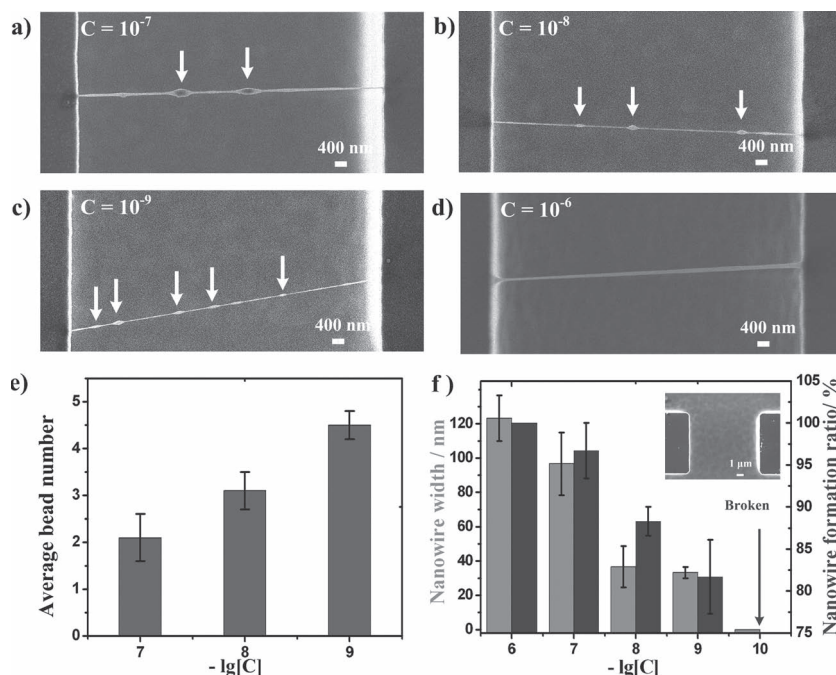 a)
C = 10-7
400 nm
b)
C = 10-8
400 nm
c)
C = 10-9
400 nm
d)
C = 10-6
400 nm
e)
Average bead number
6
5
4
3
2
1
0
7 8 9
- lg[C]
f )
Nanowire width / nm
120
100
80
60
40
20
0
6 7 8 9 10
- lg[C]
105
100
95
90
85
80
75
Nanowire formation ratio/ %
1 μm
Broken